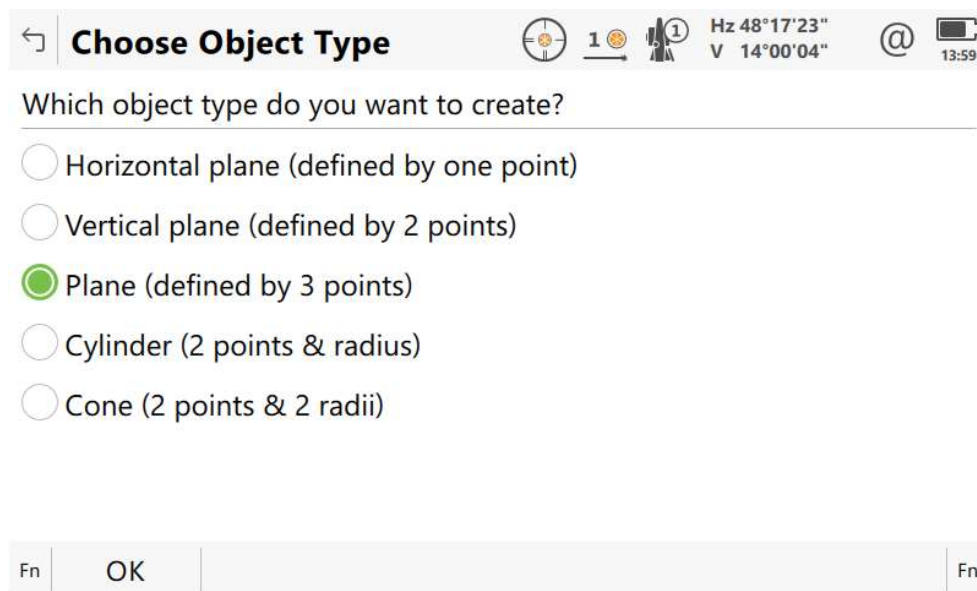 Choose Object Type
1
1
Hz 48°17'23"
V 14°00'04"
@
13:59
Which object type do you want to create?
Horizontal plane (defined by one point)
Vertical plane (defined by 2 points)
Plane (defined by 3 points)
Cylinder (2 points & radius)
Cone (2 points & 2 radii)
Fn
OK
Fn